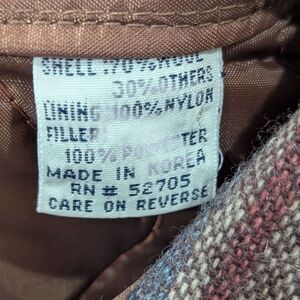 SHELL :70% WOOL
30% OTHERS
LINING :100% NYLON
FILLER:
100% POLYESTER
MADE IN KOREA
RN # 52705
CARE ON REVERSE